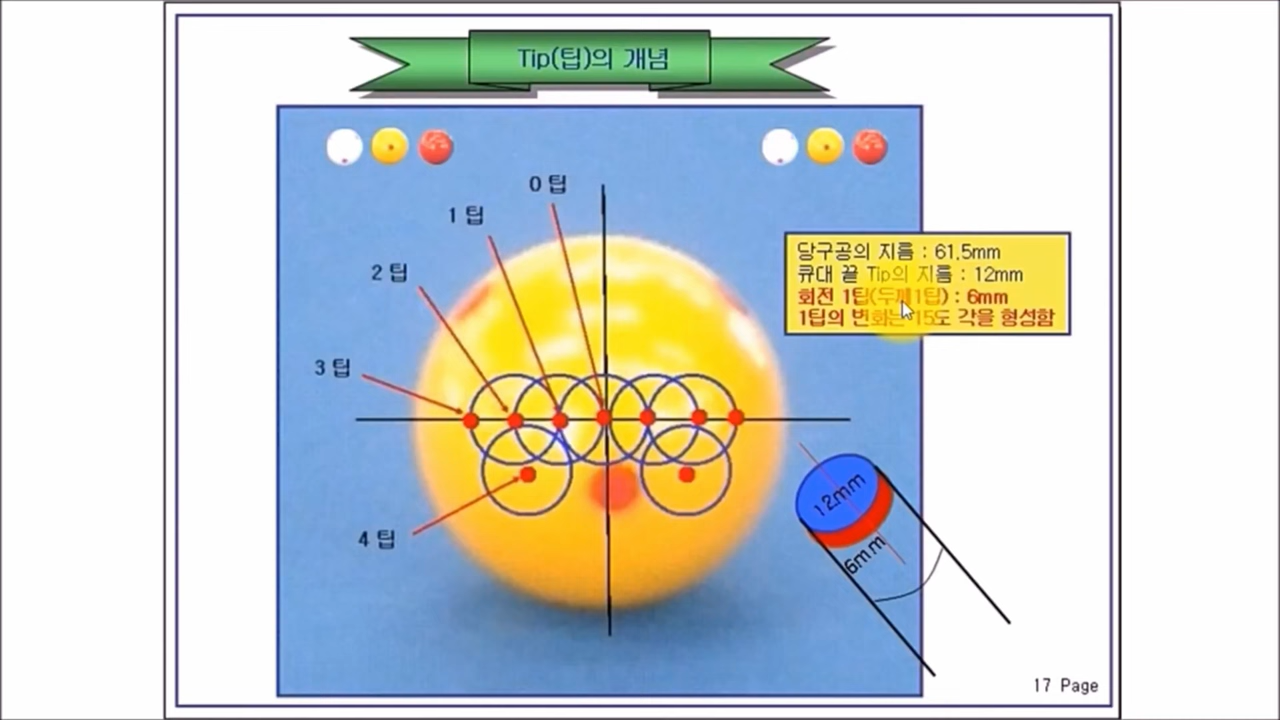 Tip(팁)의 개념
0 팁
1 팁
2 팁
3 팁
4 팁
당구공의 지름 : 61.5mm
큐대 끝 Tip의 지름 : 12mm
회전 1팁(두께1팁) : 6mm
1팁의 변화는 15도 각을 형성함
12mm
6mm
17 Page